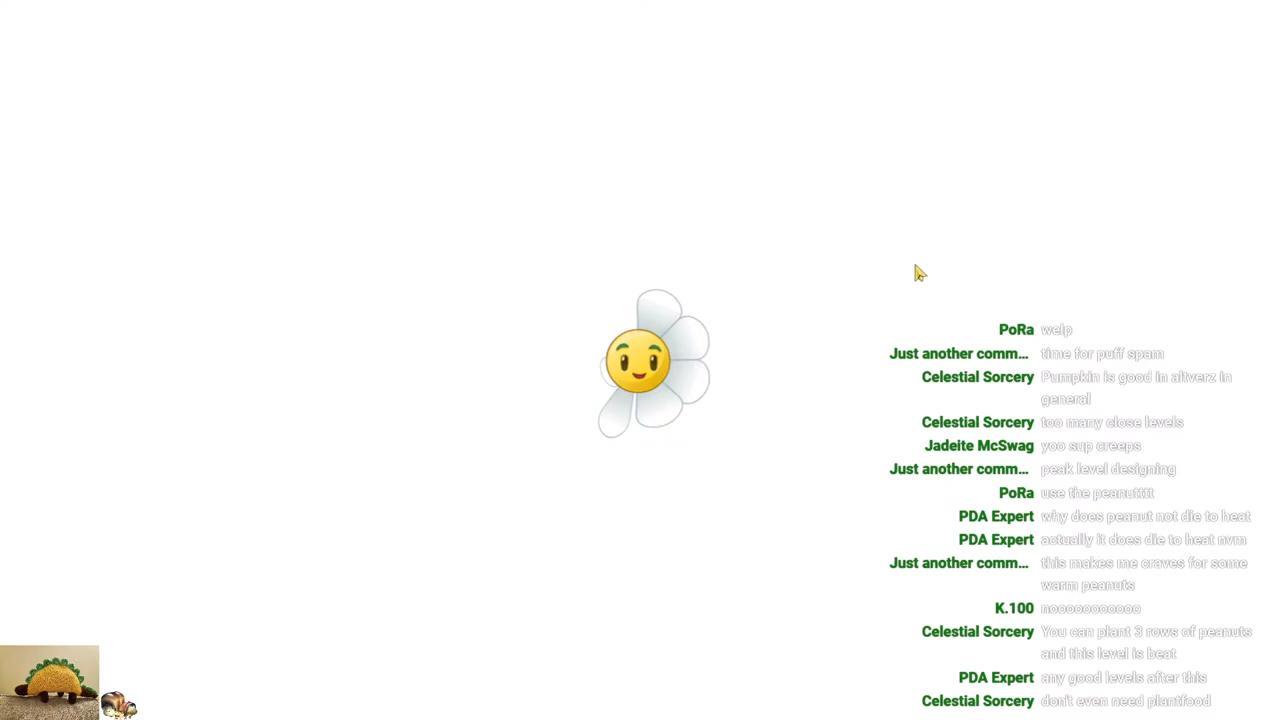 PoRa welp
Just another comm... time for puff spam
Celestial Sorcery Pumpkin is good in altverz in
general
Celestial Sorcery too many close levels
Jadeite McSwag yoo sup creeps
Just another comm... peak level designing
PoRa use the peanutttt
PDA Expert why does peanut not die to heat
PDA Expert actually it does die to heat nvm
Just another comm... this makes me craves for some
warm peanuts
K.100 nooooooooooo
Celestial Sorcery You can plant 3 rows of peanuts
and this level is beat
PDA Expert any good levels after this
Celestial Sorcery don't even need plantfood